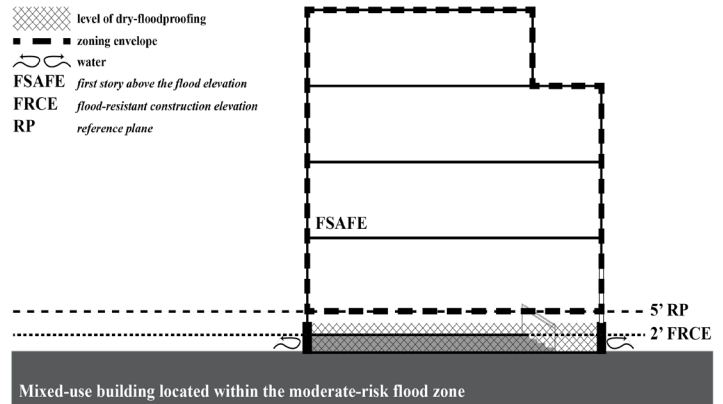 level of dry-floodproofing
zoning envelope
water
FSAFE first story above the flood elevation
FRCE flood-resistant construction elevation
RP reference plane
FSAFE
5’ RP
2’ FRCE
Mixed-use building located within the moderate-risk flood zone